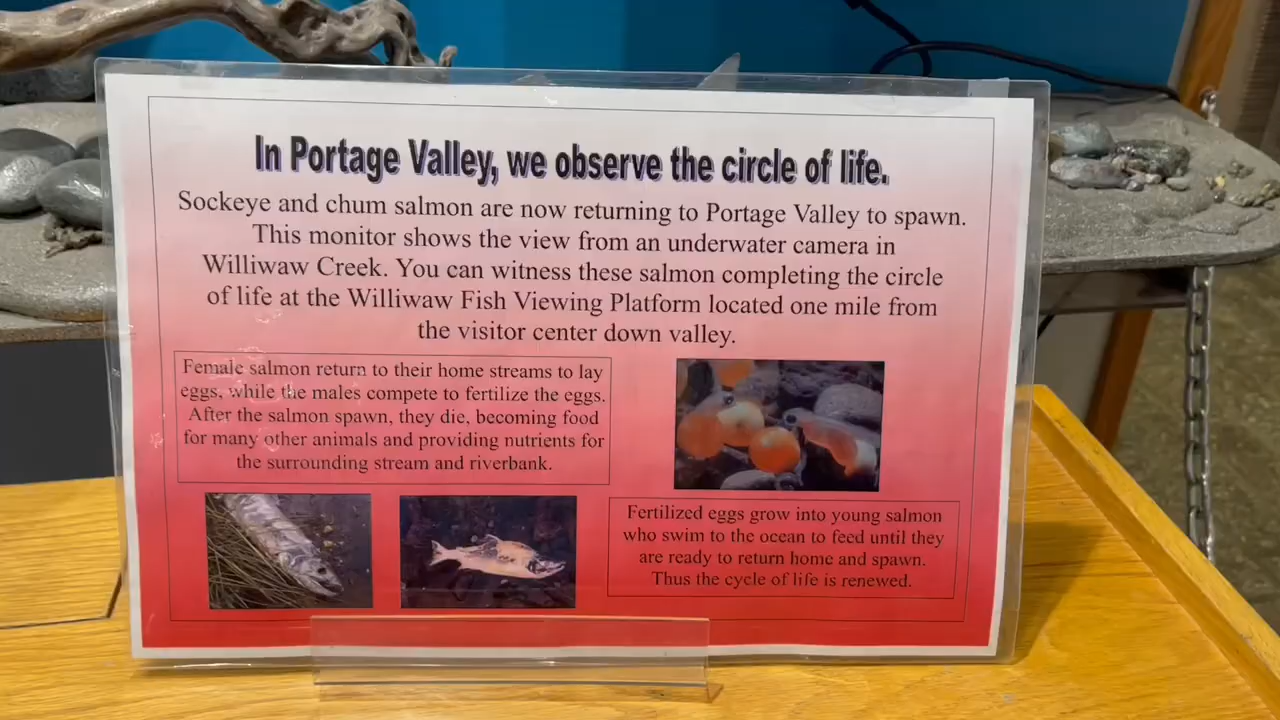 In Portage Valley, we observe the circle of life.
Sockeye and chum salmon are now returning to Portage Valley to spawn.
This monitor shows the view from an underwater camera in
Williwaw Creek. You can witness these salmon completing the circle
of life at the Williwaw Fish Viewing Platform located one mile from
the visitor center down valley.
Female salmon return to their home streams to lay
eggs, while the males compete to fertilize the eggs.
After the salmon spawn, they die, becoming food
for many other animals and providing nutrients for
the surrounding stream and riverbank.
Fertilized eggs grow into young salmon
who swim to the ocean to feed until they
are ready to return home and spawn.
Thus the cycle of life is renewed.